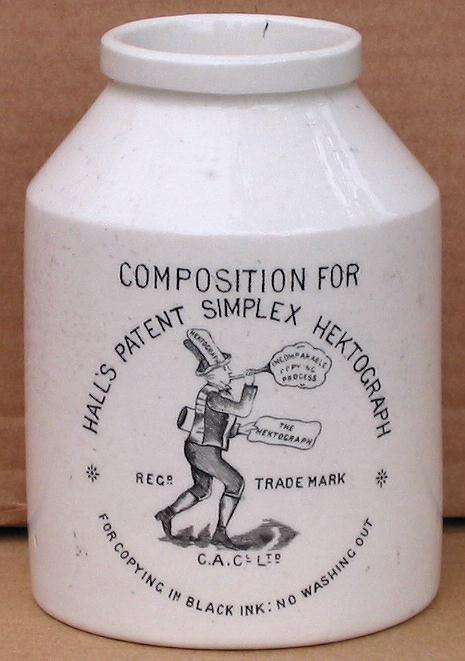 COMPOSITION FOR
HALL'S PATENT SIMPLEX HEKTOGRAPH
HEKTOGRAPH
INCOMPARABLE
COPYING
PROCESS
THE
HEKTOGRAPH
REGD TRADE MARK
C.A.Cs LTD
FOR COPYING IN BLACK INK: NO WASHING OUT